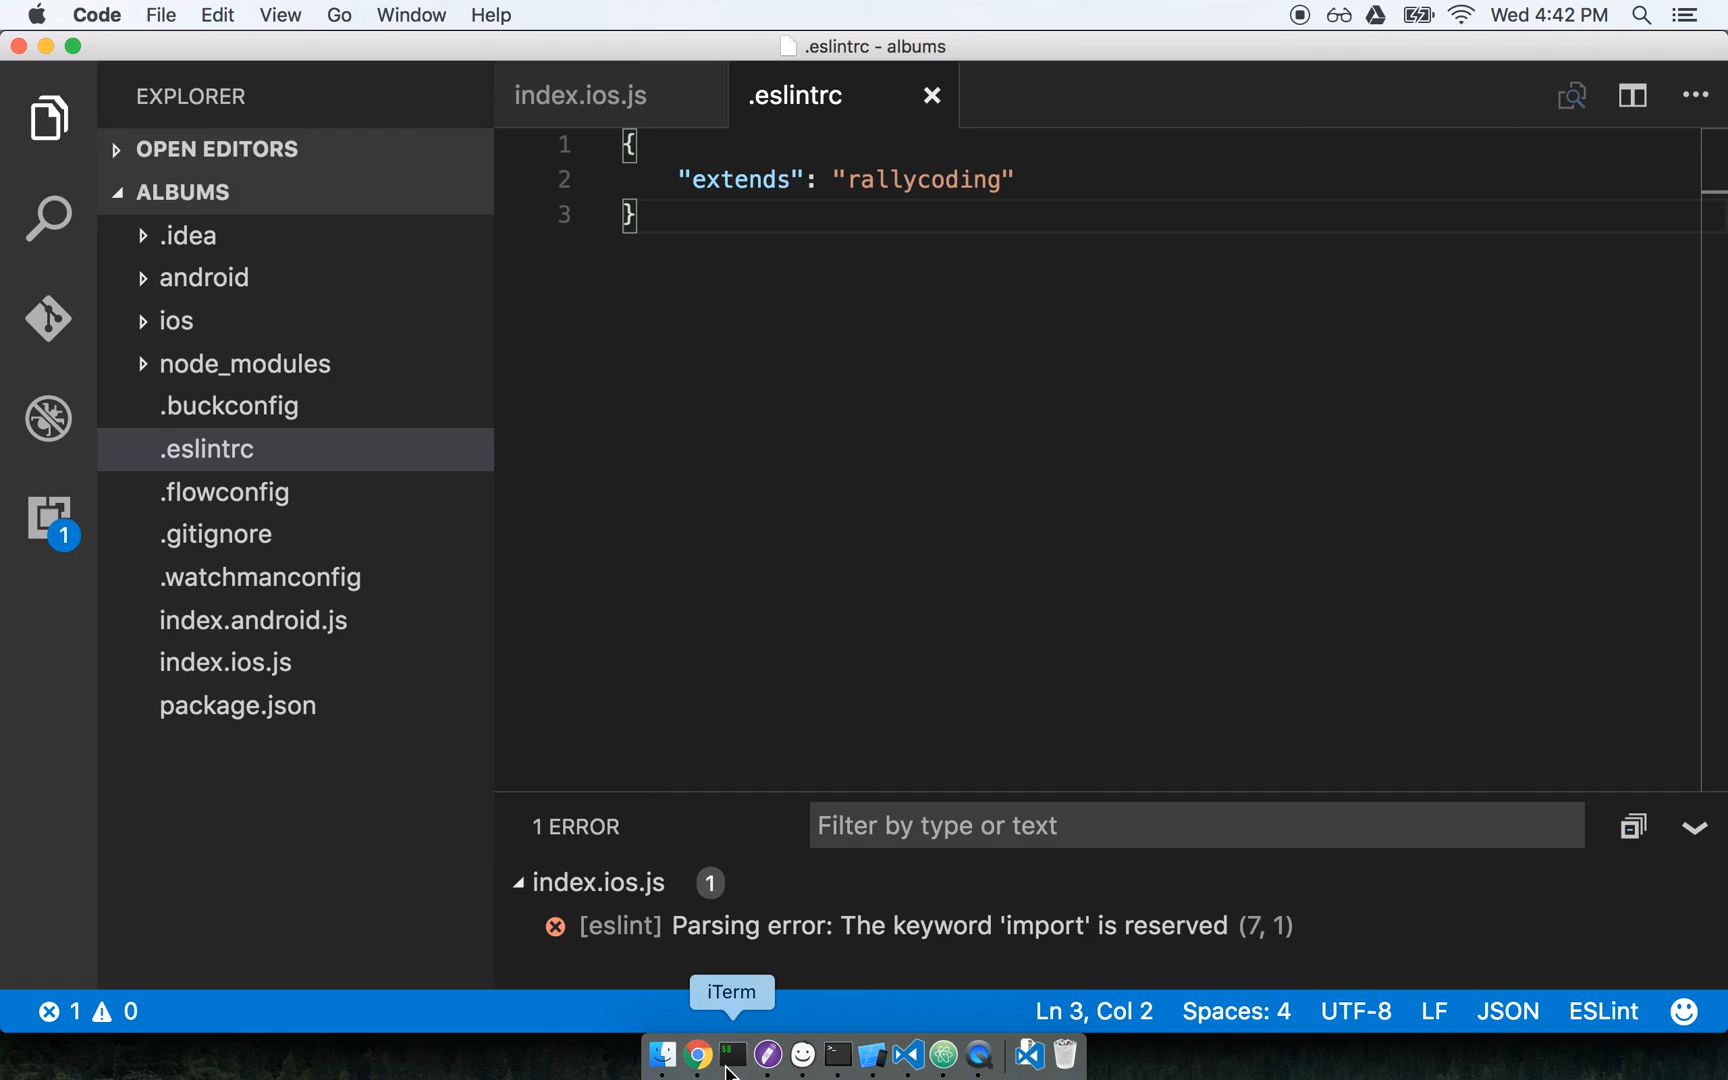 Code File Edit View Go Window Help Wed 4:42 PM
.eslintrc - albums
EXPLORER
OPEN EDITORS
ALBUMS
.idea
android
ios
node_modules
.buckconfig
.eslintrc
.flowconfig
.gitignore
.watchmanconfig
index.android.js
index.ios.js
package.json
1
index.ios.js .eslintrc
1 {
2 "extends": "rallycoding"
3 }
1 ERROR Filter by type or text
index.ios.js 1
[eslint] Parsing error: The keyword 'import' is reserved (7, 1)
iTerm
1 0 Ln 3, Col 2 Spaces: 4 UTF-8 LF JSON ESLint